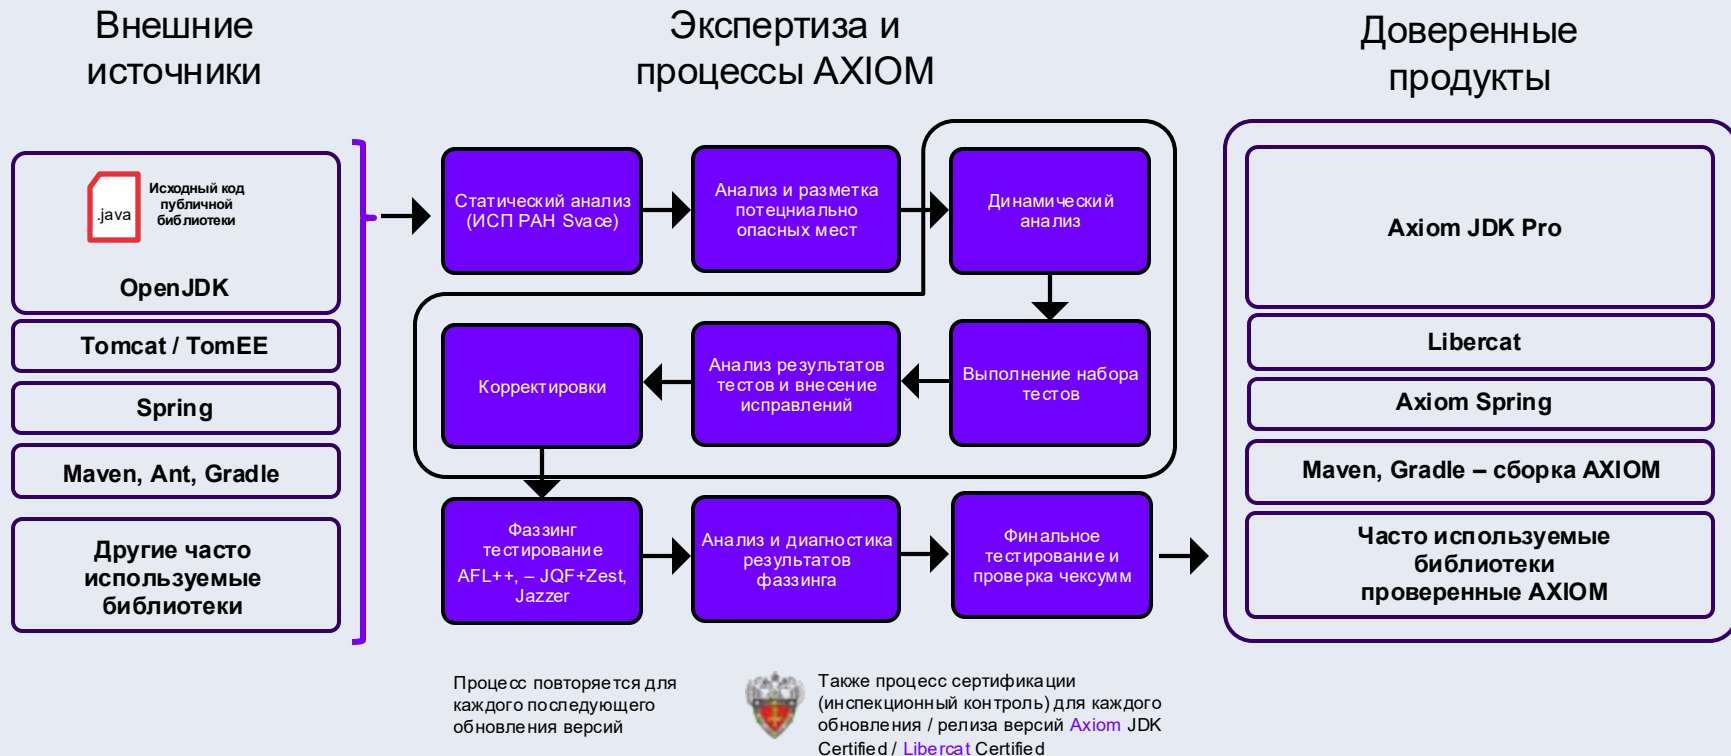 Внешние
источники
Экспертиза и
процессы AXIOM
Доверенные
продукты
.java
Исходный код
публичной
библиотеки
OpenJDK
Tomcat / TomEE
Spring
Maven, Ant, Gradle
Другие часто
используемые
библиотеки
Статический анализ
(ИСП РАН Svace)
Анализ и разметка
потециально
опасных мест
Динамический
анализ
Корректировки
Анализ результатов
тестов и внесение
исправлений
Выполнение набора
тестов
Фаззинг
тестирование
AFL++, – JQF+Zest,
Jazzer
Анализ и диагностика
результатов
фаззинга
Финальное
тестирование и
проверка чексумм
Axiom JDK Pro
Libercat
Axiom Spring
Maven, Gradle – сборка AXIOM
Часто используемые
библиотеки
проверенные AXIOM
Процесс повторяется для
каждого последующего
обновления версий
Также процесс сертификации
(инспекционный контроль) для каждого
обновления / релиза версий Axiom JDK
Certified / Libercat Certified